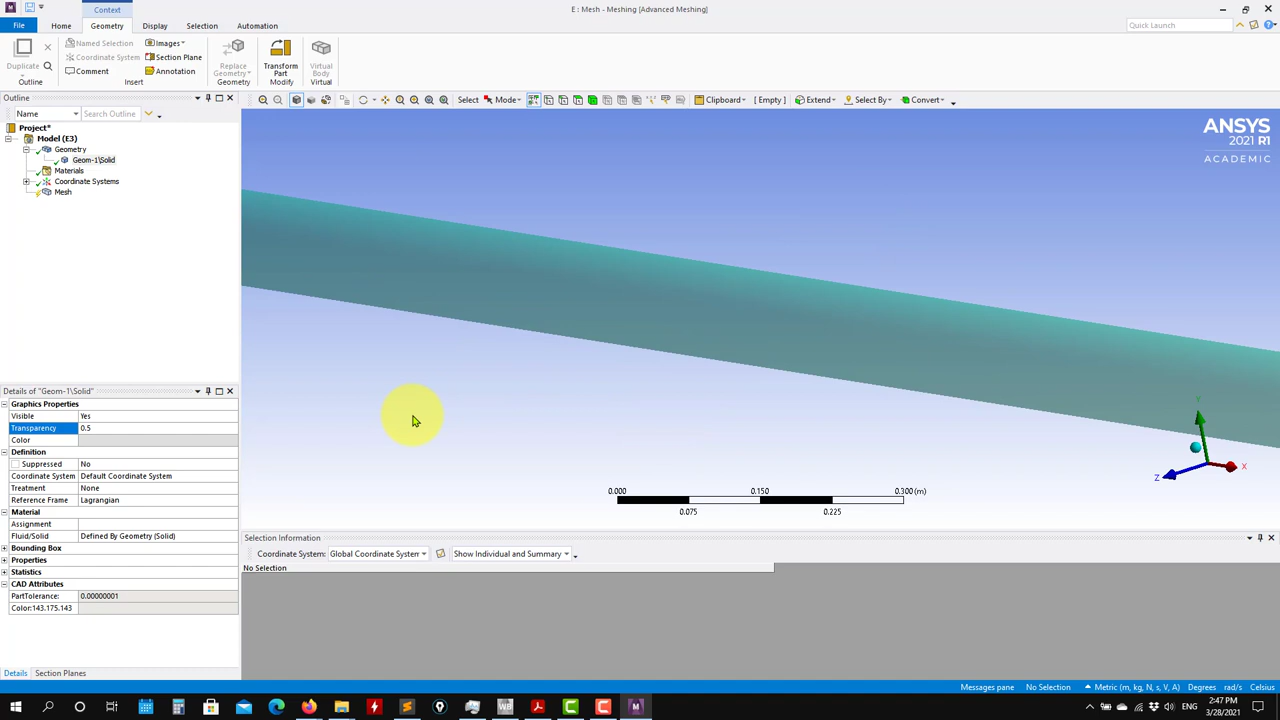 Context
E : Mesh - Meshing [Advanced Meshing]
File
Home
Geometry
Display
Selection
Automation
Quick Launch
Duplicate
Outline
Named Selection
Coordinate System
Comment
Images
Section Plane
Annotation
Insert
Replace Geometry
Geometry
Transform Part
Modify
Virtual Body
Virtual
Outline
Name
Search Outline
Select
Mode
Clipboard
[ Empty ]
Extend
Select By
Convert
Project*
Model (E3)
Geometry
Geom-1\Solid
Materials
Coordinate Systems
Mesh
ANSYS
2021 R1
ACADEMIC
Details of "Geom-1\Solid"
Graphics Properties
Visible Yes
Transparency 0.5
Color
Definition
Suppressed No
Coordinate System Default Coordinate System
Treatment None
Reference Frame Lagrangian
Material
Assignment
Fluid/Solid Defined By Geometry (Solid)
Bounding Box
Properties
Statistics
CAD Attributes
PartTolerance: 0.00000001
Color:143.175.143
Details
Section Planes
Y
X
Z
0.000 0.150 0.300 (m)
0.075 0.225
Selection Information
Coordinate System: Global Coordinate System
Show Individual and Summary
No Selection
Messages pane
No Selection
Metric (m, kg, N, s, V, A)
Degrees
rad/s
Celsius
2:47 PM
3/28/2021